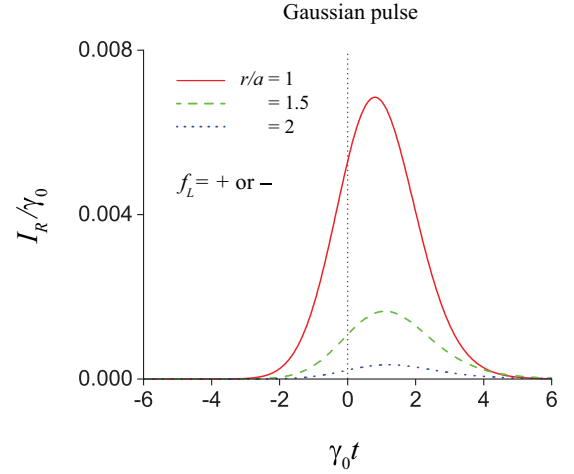 Gaussian pulse
0.008
r/a = 1
= 1.5
= 2
f_L = + or –
0.004
I_R/γ_0
0.000
-6 -4 -2 0 2 4 6
γ_0 t